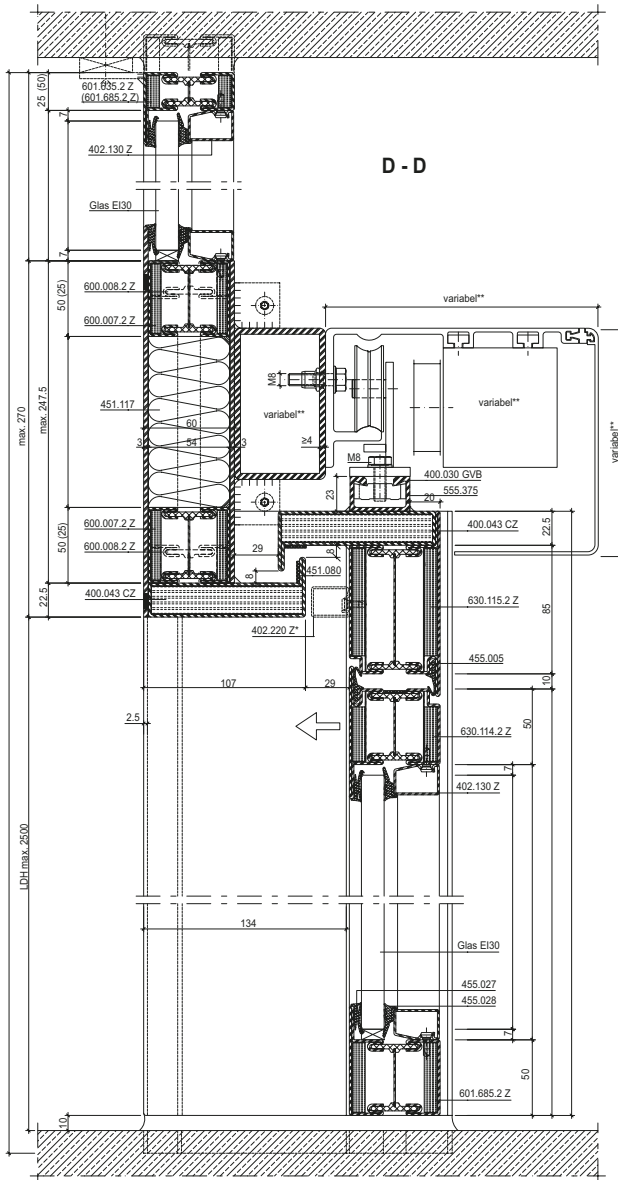 25 (50)
601.635.2 Z
(601.685.2 Z)
7
402.130 Z
D - D
Glas EI30
7
50 (25)
600.008.2 Z
600.007.2 Z
variabel**
M8
variabel**
variabel**
variabel**
max. 270
max. 247.5
451.117
60
3
54
3
≥4
M8
400.030 GVB
23
555.375
20
50 (25)
600.007.2 Z
600.008.2 Z
29
8
400.043 CZ
22.5
8
451.080
22.5
400.043 CZ
402.220 Z*
630.115.2 Z
85
455.005
10
107
29
2.5
50
630.114.2 Z
7
402.130 Z
LDH max. 2500
134
Glas EI30
455.027
455.028
7
50
601.685.2 Z
10